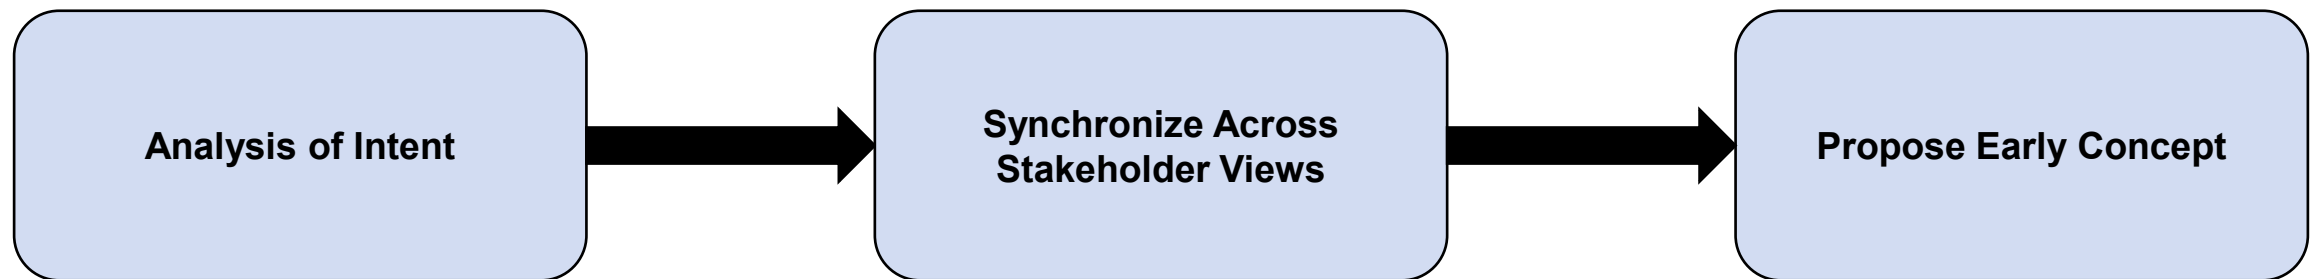 Analysis of Intent
Synchronize Across
Stakeholder Views
Propose Early Concept